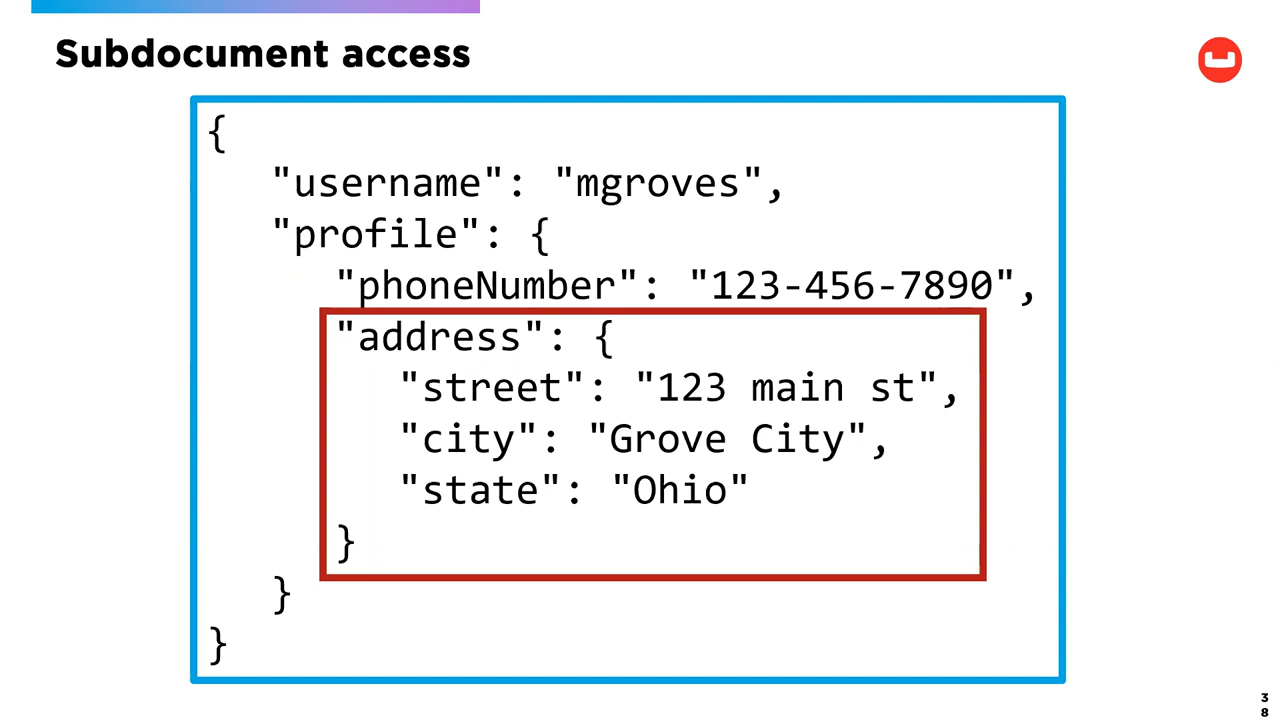 Subdocument access
{
"username": "mgroves",
"profile": {
"phoneNumber": "123-456-7890",
"address": {
"street": "123 main st",
"city": "Grove City",
"state": "Ohio"
}
}
}
3
8